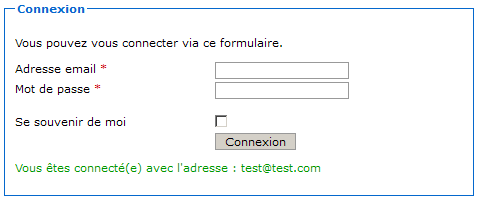 Connexion
Vous pouvez vous connecter via ce formulaire.
Adresse email *
Mot de passe *
Se souvenir de moi
Connexion
Vous êtes connecté(e) avec l'adresse : test@test.com